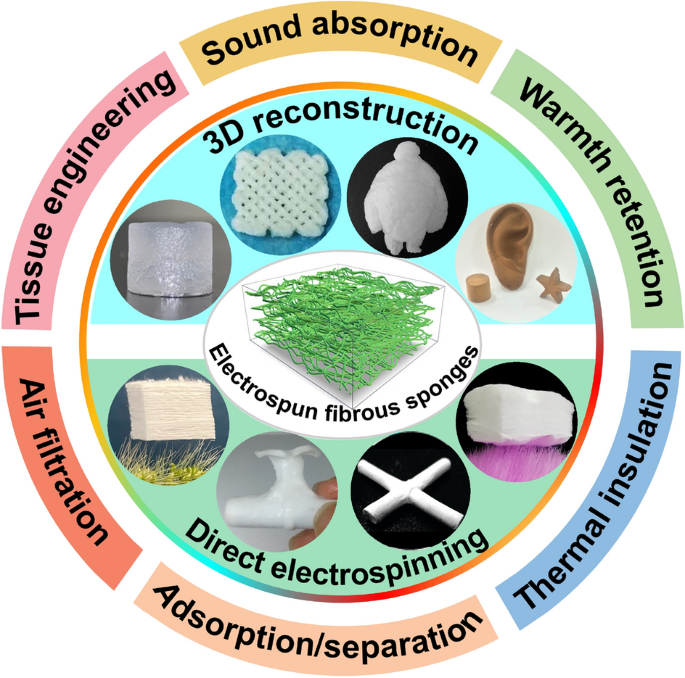 Sound absorption
Warmth retention
Thermal insulation
Adsorption/separation
Air filtration
Tissue engineering
3D reconstruction
Electrospun fibrous sponges
Direct electrospinning